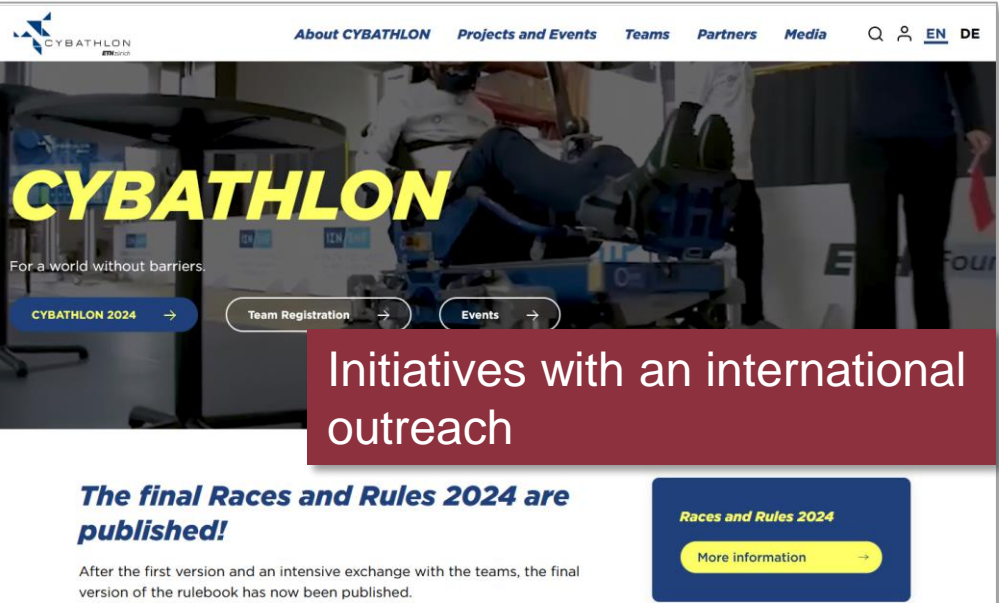 CYBATHLON
ETH zürich
About CYBATHLON Projects and Events Teams Partners Media EN DE
CYBATHLON
For a world without barriers.
CYBATHLON 2024 → Team Registration → Events →
Initiatives with an international
outreach
The final Races and Rules 2024 are
published!
After the first version and an intensive exchange with the teams, the final
version of the rulebook has now been published.
Races and Rules 2024
More information →